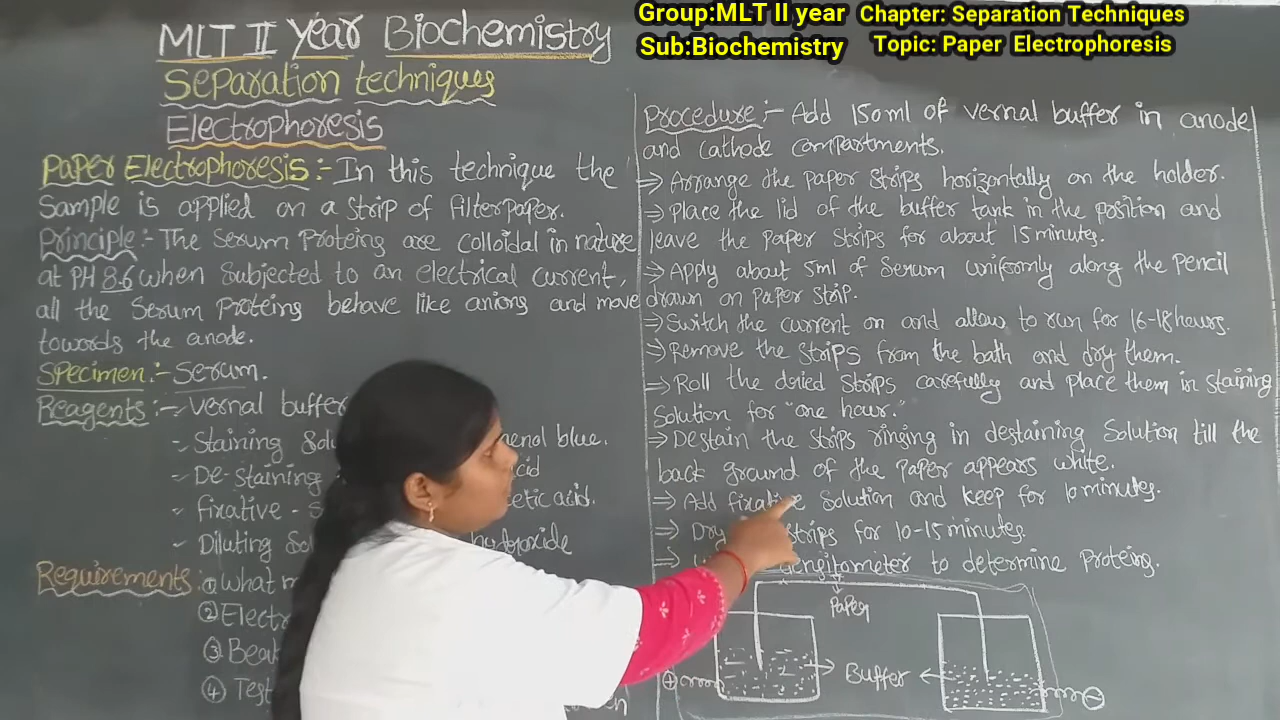 Group:MLT II year Chapter: Separation Techniques
Sub:Biochemistry Topic: Paper Electrophoresis
MLT II Year Biochemistry
Separation techniques
Electrophoresis
Paper Electrophoresis :- In this technique the
Sample is applied on a strip of filterpaper.
Principle :- The Serum Proteins are Colloidal in nature
at PH 8.6 when Subjected to an electrical current,
all the Serum Proteins behave like anions and move
towards the anode.
Specimen :- Serum.
Reagents :- Vernal buffer
- Staining blue.
- De-staining
- fixative - acid.
- Diluting hydroxide
Requirements :
②
③
④
Procedure :- Add 150ml of vernal buffer in anode
and cathode compartments.
⇒ Arrange the paper strips horizontally on the holder.
⇒ Place the lid of the buffer tank in the position and
leave the paper strips for about 15 minutes.
⇒ Apply about 5ml of Serum uniformly along the Pencil
drawn on paper strip.
⇒ Switch the current on and allow to run for 16-18 hours.
⇒ Remove the strips from the bath and dry them.
⇒ Roll the dried strips carefully and place them in staining
Solution for "one hour."
⇒ Destain the strips ringing in destaining Solution till the
back ground of the paper appears white.
⇒ Add fixative Solution and keep for 10 minutes.
⇒ Dry strips for 10-15 minutes.
⇒ densitometer to determine proteins.
Paper
Buffer
+
-